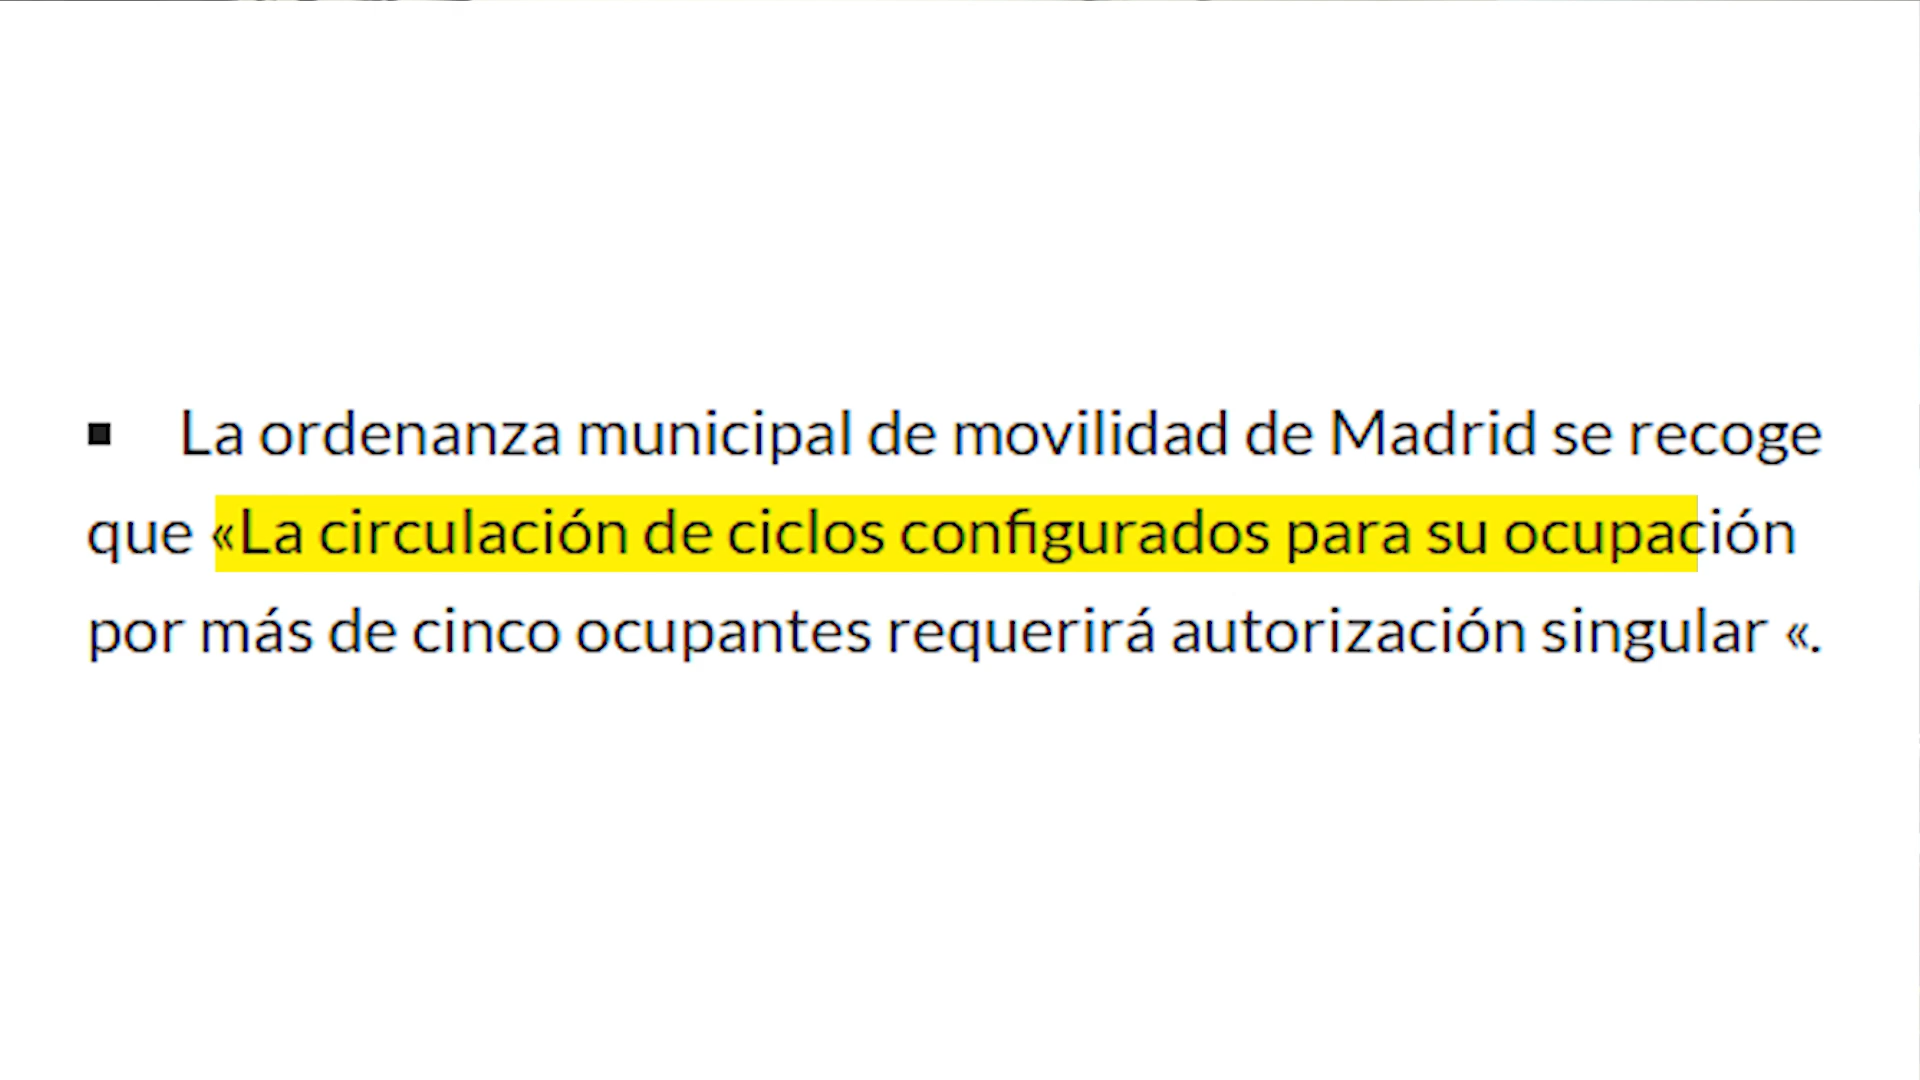 ▪ La ordenanza municipal de movilidad de Madrid se recoge
que «La circulación de ciclos configurados para su ocupación
por más de cinco ocupantes requerirá autorización singular «.